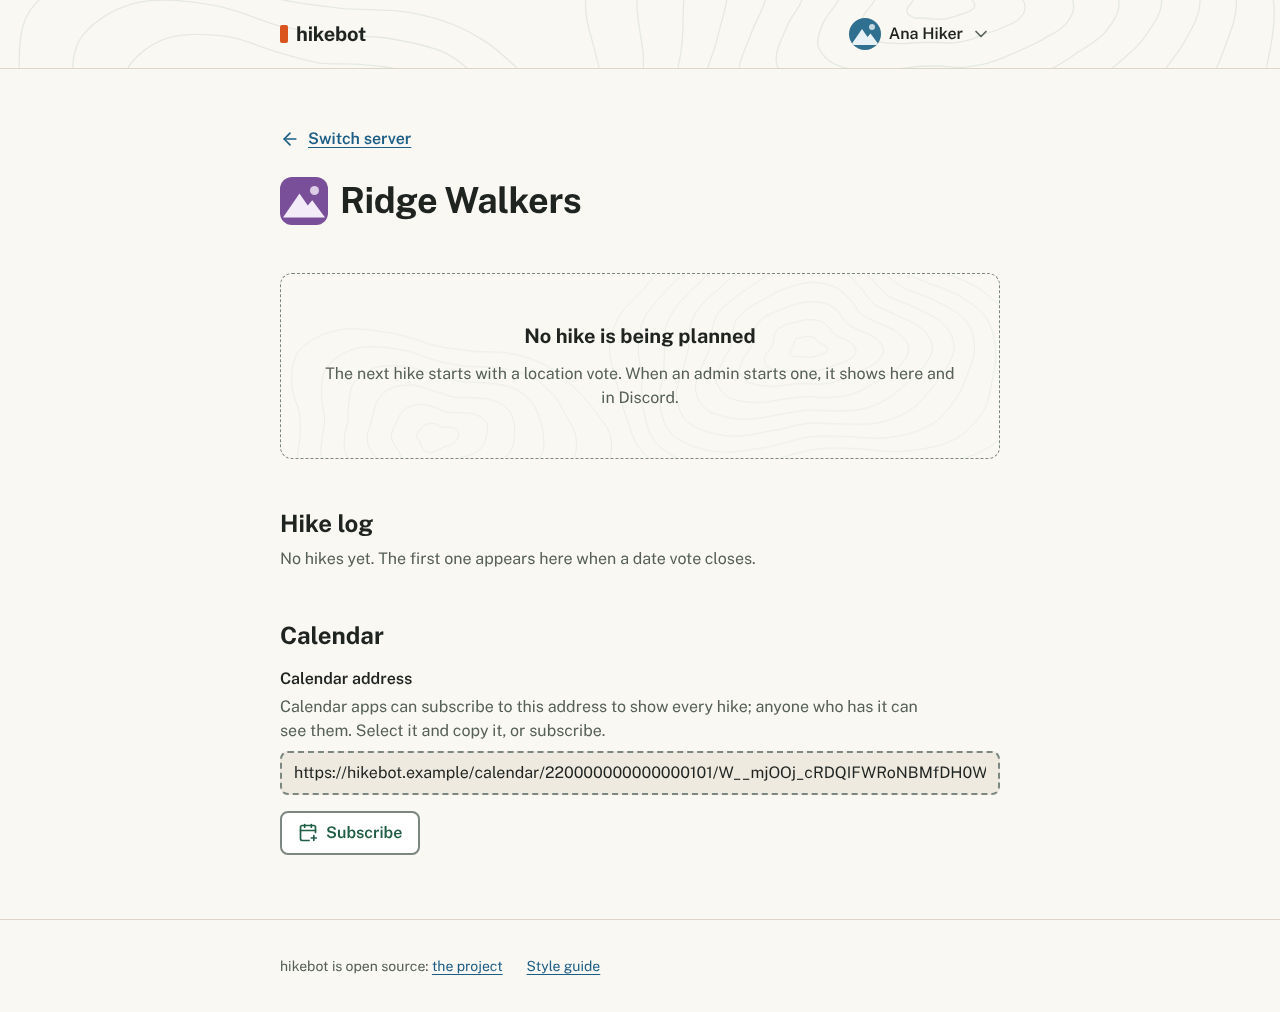 hikebot
Ana Hiker
Switch server
Ridge Walkers
No hike is being planned
The next hike starts with a location vote. When an admin starts one, it shows here and
in Discord.
Hike log
No hikes yet. The first one appears here when a date vote closes.
Calendar
Calendar address
Calendar apps can subscribe to this address to show every hike; anyone who has it can
see them. Select it and copy it, or subscribe.
https://hikebot.example/calendar/220000000000000101/W__mjOOj_cRDQIFWRoNBMfDH0W
Subscribe
hikebot is open source: the project Style guide